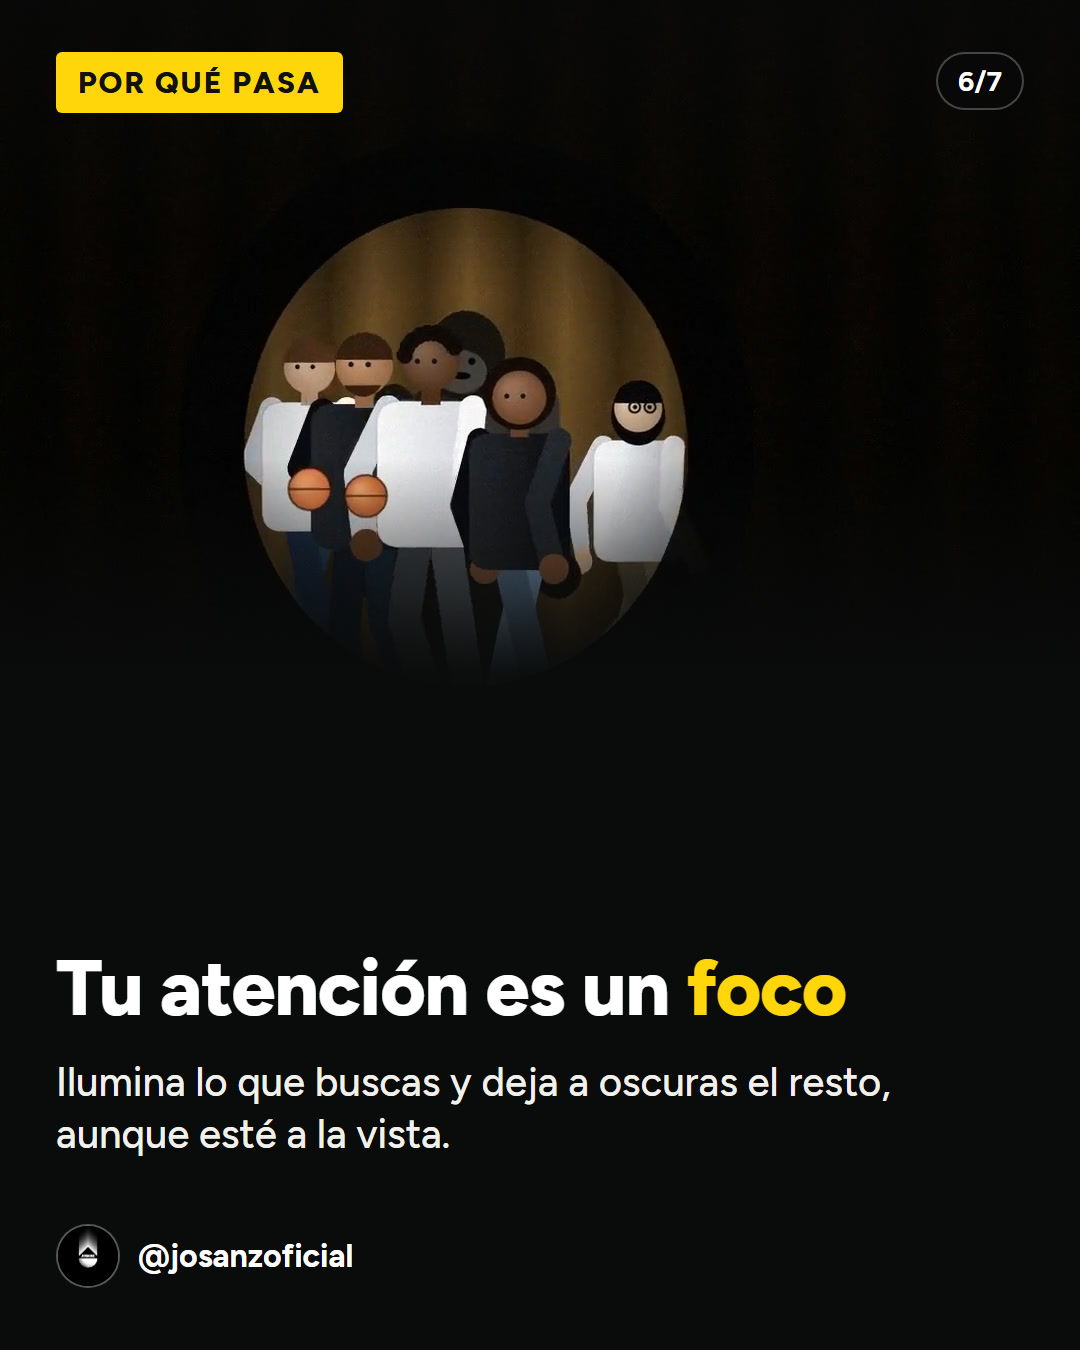 POR QUÉ PASA
6/7
Tu atención es un foco
Ilumina lo que buscas y deja a oscuras el resto,
aunque esté a la vista.
@josanzoficial